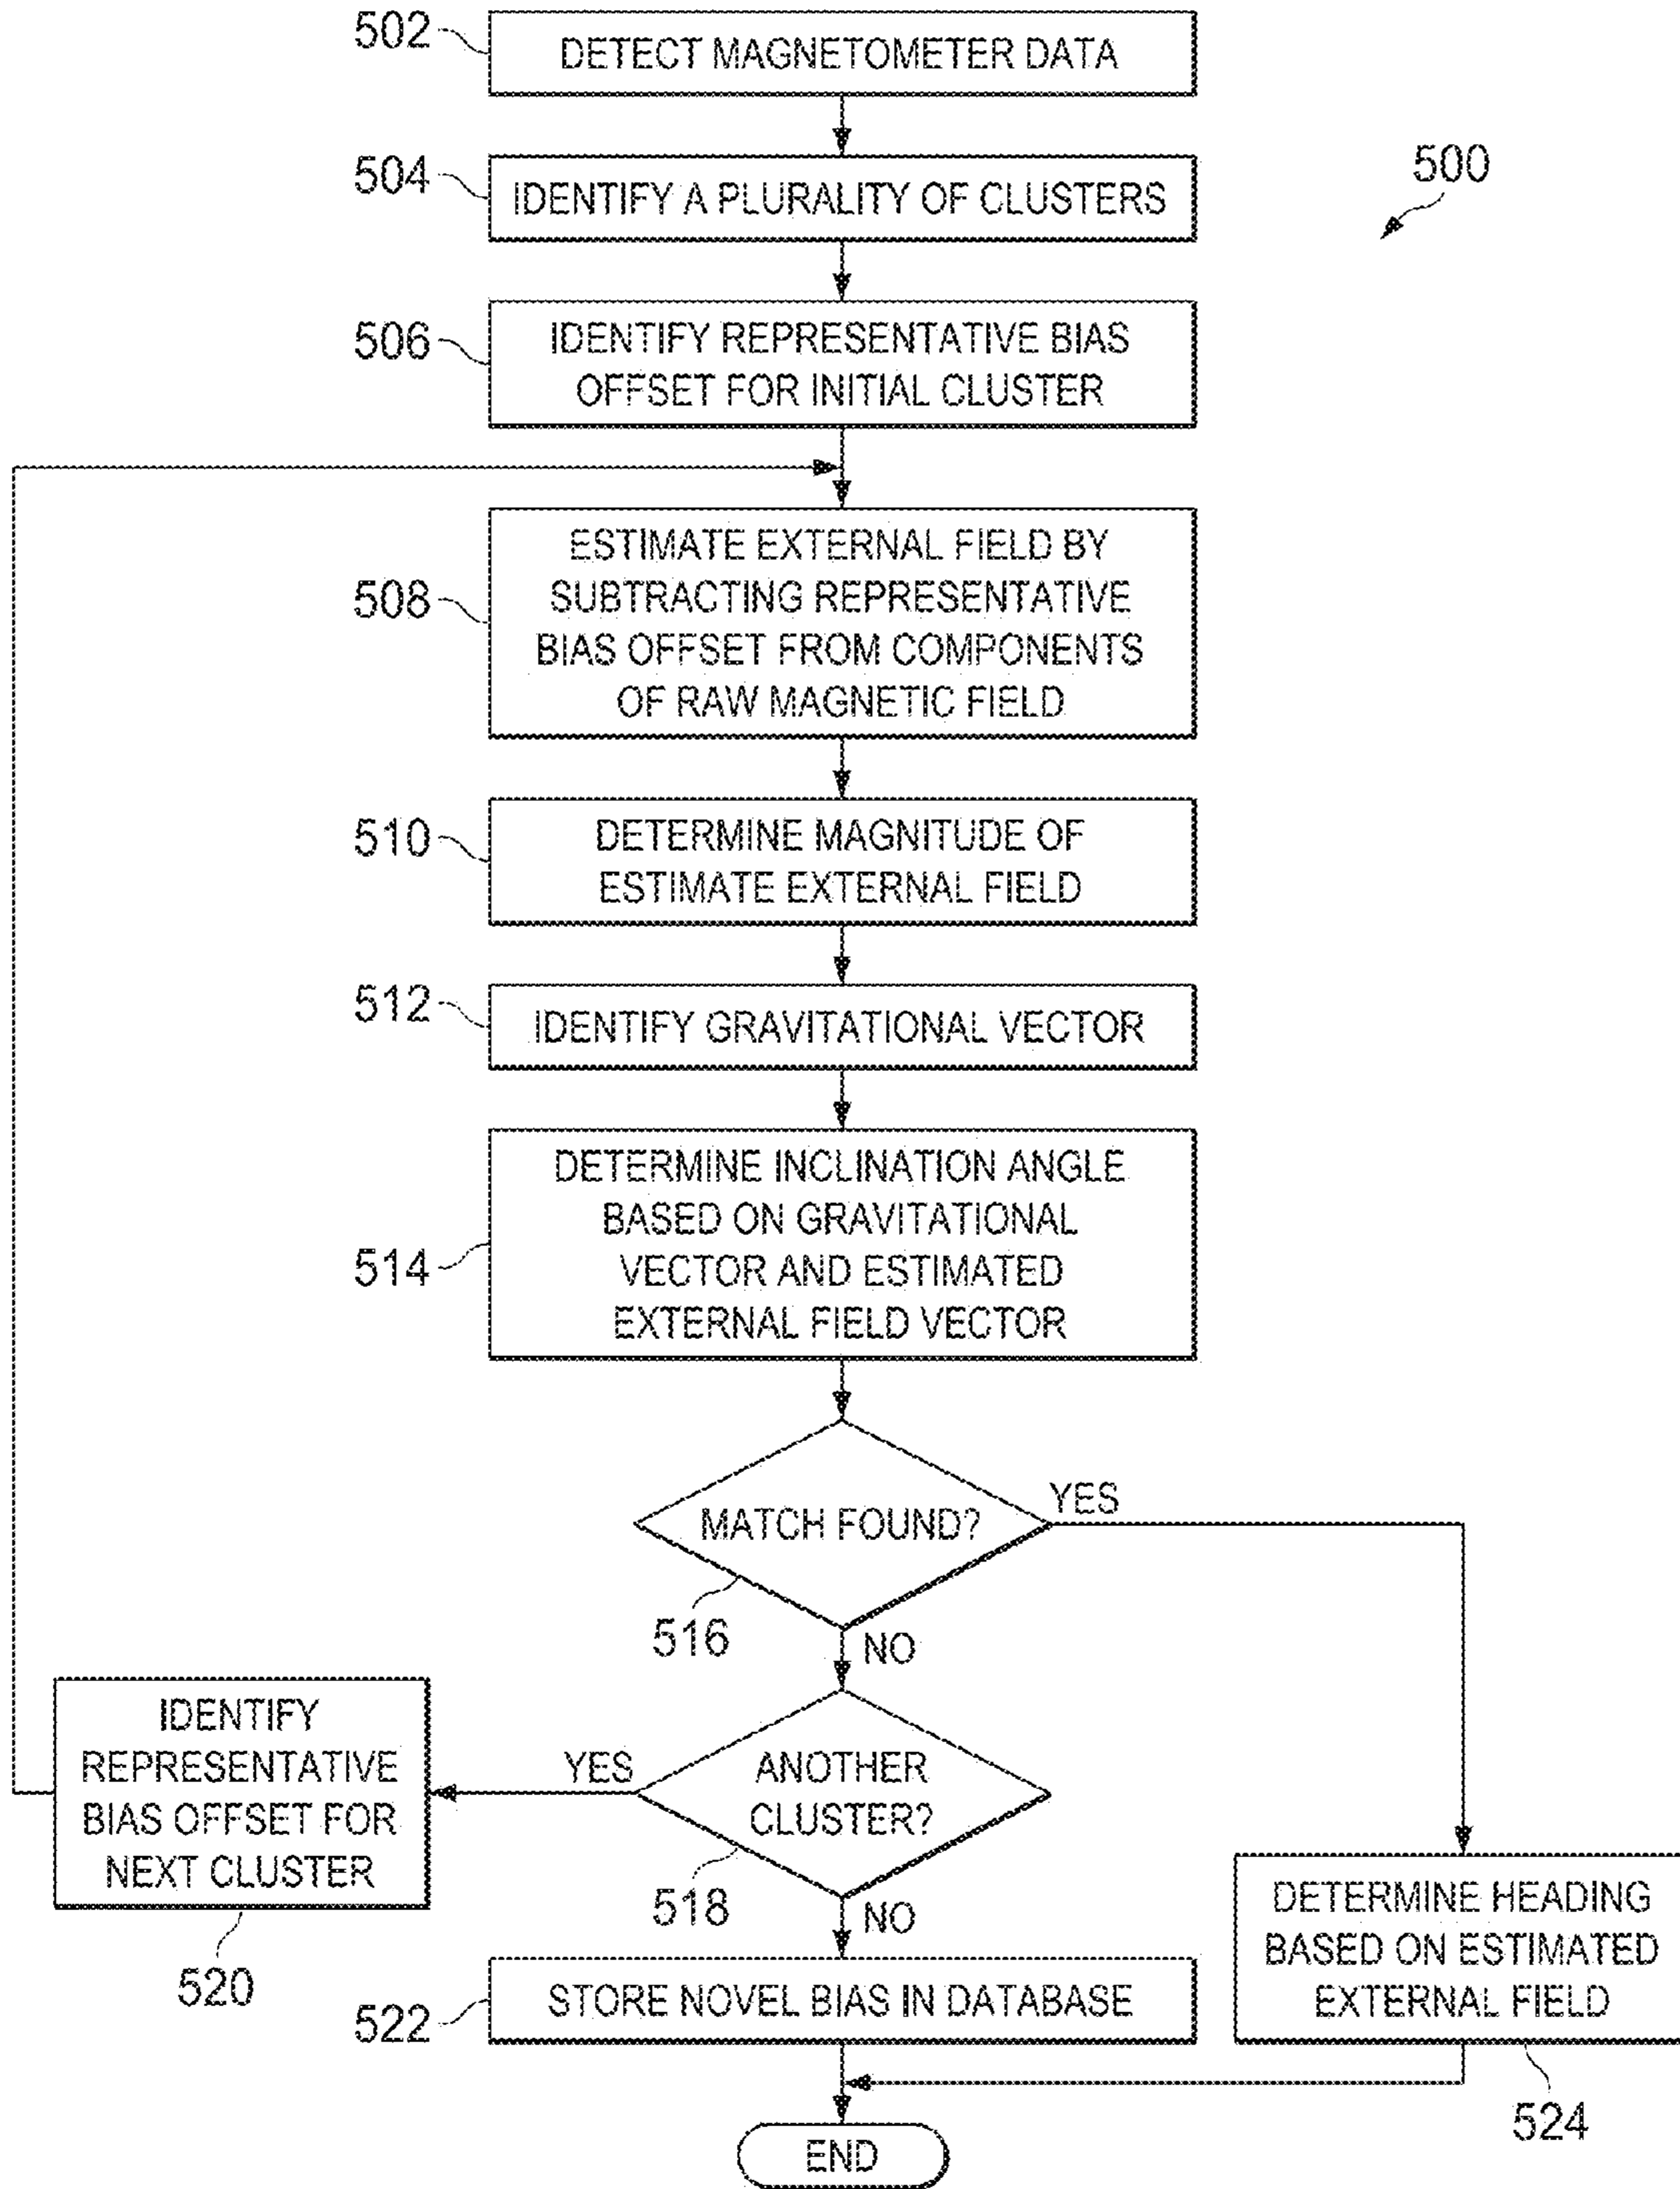 502
DETECT MAGNETOMETER DATA
504
IDENTIFY A PLURALITY OF CLUSTERS
500
506
IDENTIFY REPRESENTATIVE BIAS
OFFSET FOR INITIAL CLUSTER
508
ESTIMATE EXTERNAL FIELD BY
SUBTRACTING REPRESENTATIVE
BIAS OFFSET FROM COMPONENTS
OF RAW MAGNETIC FIELD
510
DETERMINE MAGNITUDE OF
ESTIMATE EXTERNAL FIELD
512
IDENTIFY GRAVITATIONAL VECTOR
514
DETERMINE INCLINATION ANGLE
BASED ON GRAVITATIONAL
VECTOR AND ESTIMATED
EXTERNAL FIELD VECTOR
MATCH FOUND?
YES
516
NO
ANOTHER
CLUSTER?
YES
518
NO
IDENTIFY
REPRESENTATIVE
BIAS OFFSET FOR
NEXT CLUSTER
520
522
STORE NOVEL BIAS IN DATABASE
DETERMINE HEADING
BASED ON ESTIMATED
EXTERNAL FIELD
524
END